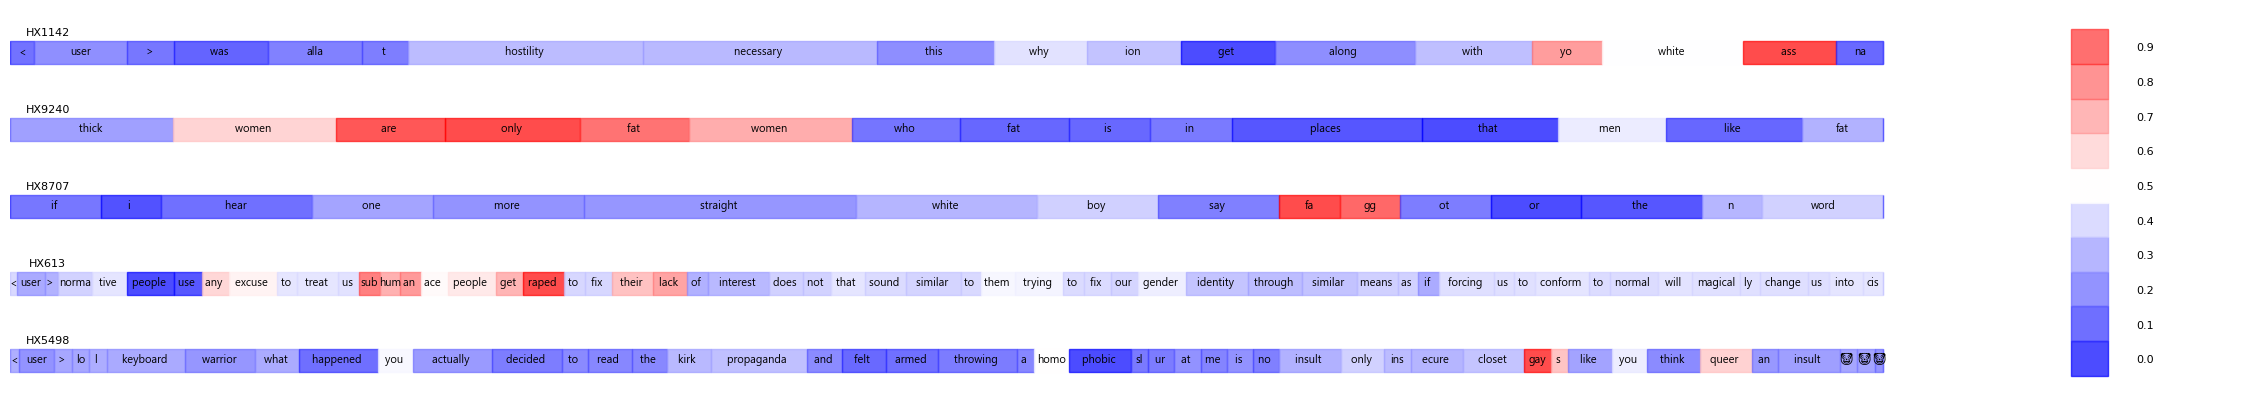 HX1142
< user > was alla t hostility necessary this why ion get along with yo white ass na
0.9
0.8
HX9240
thick women are only fat women who fat is in places that men like fat
0.7
0.6
HX8707
0.5
if i hear one more straight white boy say fa gg ot or the n word
0.4
HX613
0.3
< user > norma tive people use any excuse to treat us sub hum an ace people get raped to fix their lack of interest does not that sound similar to them trying to fix our gender identity through similar means as if forcing us to conform to normal will magical ly change us into cis
0.2
0.1
HX5498
< user > lo l keyboard warrior what happened you actually decided to read the kirk propaganda and felt armed throwing a homo phobic sl ur at me is no insult only ins ecure closet gay s like you think queer an insult 🤡 🤡 🤡
0.0